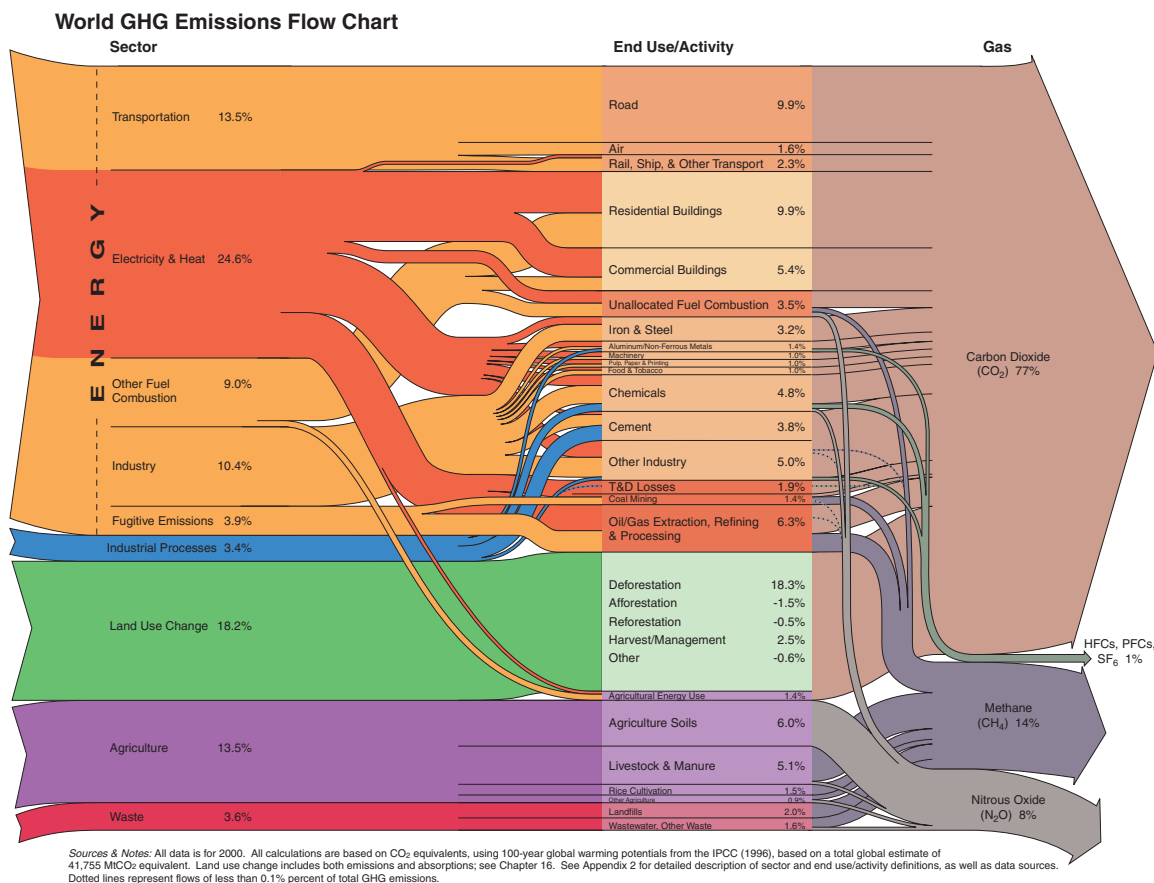 World GHG Emissions Flow Chart
Sector
End Use/Activity
Gas
ENERGY
Transportation 13.5%
Electricity & Heat 24.6%
Other Fuel
Combustion
9.0%
Industry 10.4%
Fugitive Emissions 3.9%
Industrial Processes 3.4%
Land Use Change 18.2%
Agriculture 13.5%
Waste 3.6%
Road 9.9%
Air 1.6%
Rail, Ship, & Other Transport 2.3%
Residential Buildings 9.9%
Commercial Buildings 5.4%
Unallocated Fuel Combustion 3.5%
Iron & Steel 3.2%
Aluminum/Non-Ferrous Metals 1.4%
Machinery 1.0%
Pulp, Paper & Printing 1.0%
Food & Tobacco 1.0%
Chemicals 4.8%
Cement 3.8%
Other Industry 5.0%
T&D Losses 1.9%
Coal Mining 1.4%
Oil/Gas Extraction, Refining
& Processing
6.3%
Deforestation 18.3%
Afforestation -1.5%
Reforestation -0.5%
Harvest/Management 2.5%
Other -0.6%
Agricultural Energy Use 1.4%
Agriculture Soils 6.0%
Livestock & Manure 5.1%
Rice Cultivation 1.5%
Other Agriculture 0.9%
Landfills 2.0%
Wastewater, Other Waste 1.6%
Carbon Dioxide
(CO₂) 77%
HFCs, PFCs,
SF₆ 1%
Methane
(CH₄) 14%
Nitrous Oxide
(N₂O) 8%
Sources & Notes: All data is for 2000. All calculations are based on CO₂ equivalents, using 100-year global warming potentials from the IPCC (1996), based on a total global estimate of
41,755 MtCO₂ equivalent. Land use change includes both emissions and absorptions; see Chapter 16. See Appendix 2 for detailed description of sector and end use/activity definitions, as well as data sources.
Dotted lines represent flows of less than 0.1% percent of total GHG emissions.